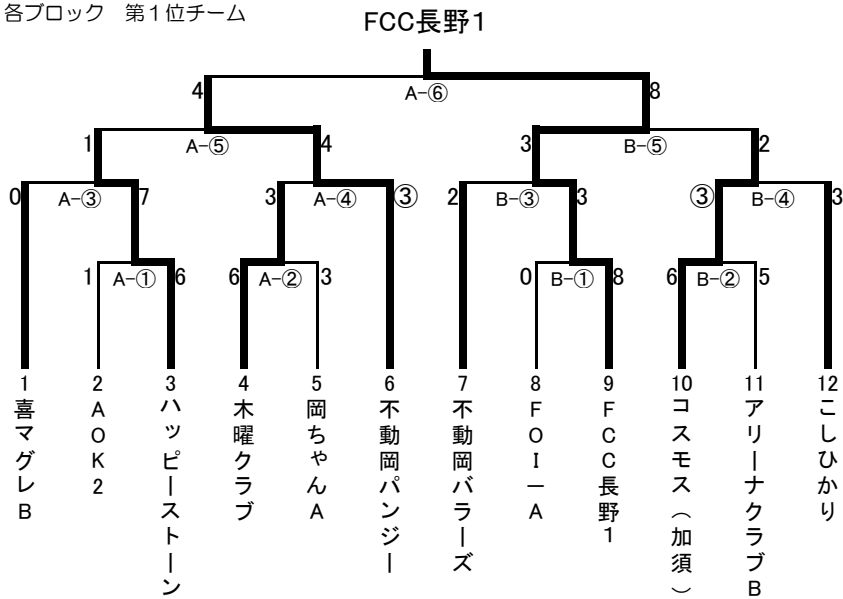 各ブロック　第１位チーム
FCC長野１
4
A-⑥
8
1
A-⑤
4
3
B-⑤
2
0
A-③
7
3
A-④
③
2
B-③
3
③
B-④
3
1
A-①
6
6
A-②
3
0
B-①
8
6
B-②
5
1
2
3
4
5
6
7
8
9
10
11
12
喜マグレB
AOK2
ハッピーストーン
木曜クラブ
岡ちゃんA
不動岡パンジー
不動岡バラーズ
FOI－A
FCC長野1
コスモス（加須）
アリーナクラブB
こしひかり